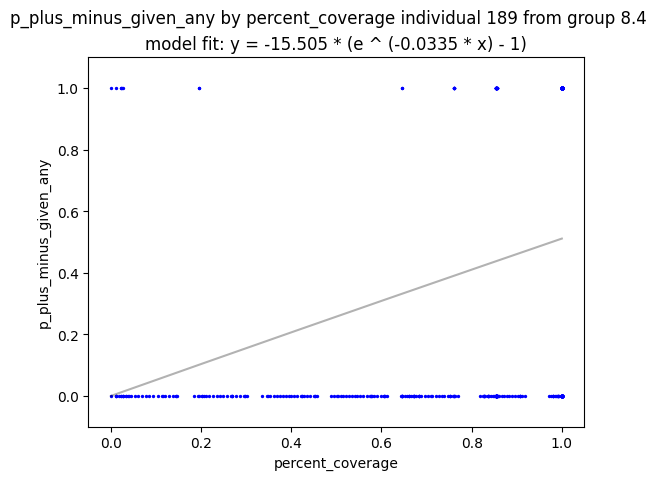 p_plus_minus_given_any by percent_coverage individual 189 from group 8.4
model fit: y = -15.505 * (e ^ (-0.0335 * x) - 1)
p_plus_minus_given_any
1.0
0.8
0.6
0.4
0.2
0.0
0.0 0.2 0.4 0.6 0.8 1.0
percent_coverage